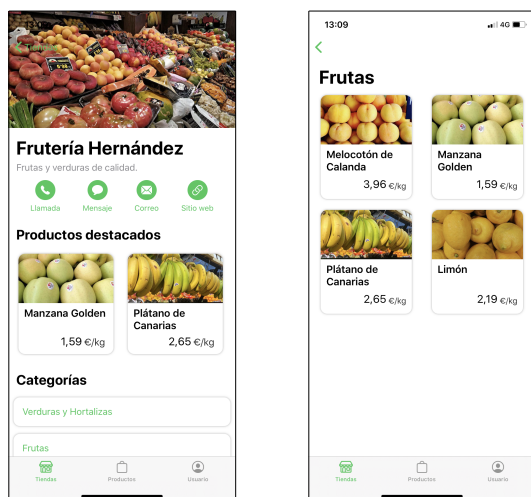 Tiendas
Frutería Hernández
Frutas y verduras de calidad.
Llamada Mensaje Correo Sitio web
Productos destacados
Manzana Golden
1,59 €/kg
Plátano de
Canarias
2,65 €/kg
Categorías
Verduras y Hortalizas
Frutas
Tiendas Productos Usuario
13:09 4G
Frutas
Melocotón de
Calanda
3,96 €/kg
Manzana
Golden
1,59 €/kg
Plátano de
Canarias
2,65 €/kg
Limón
2,19 €/kg
Tiendas Productos Usuario